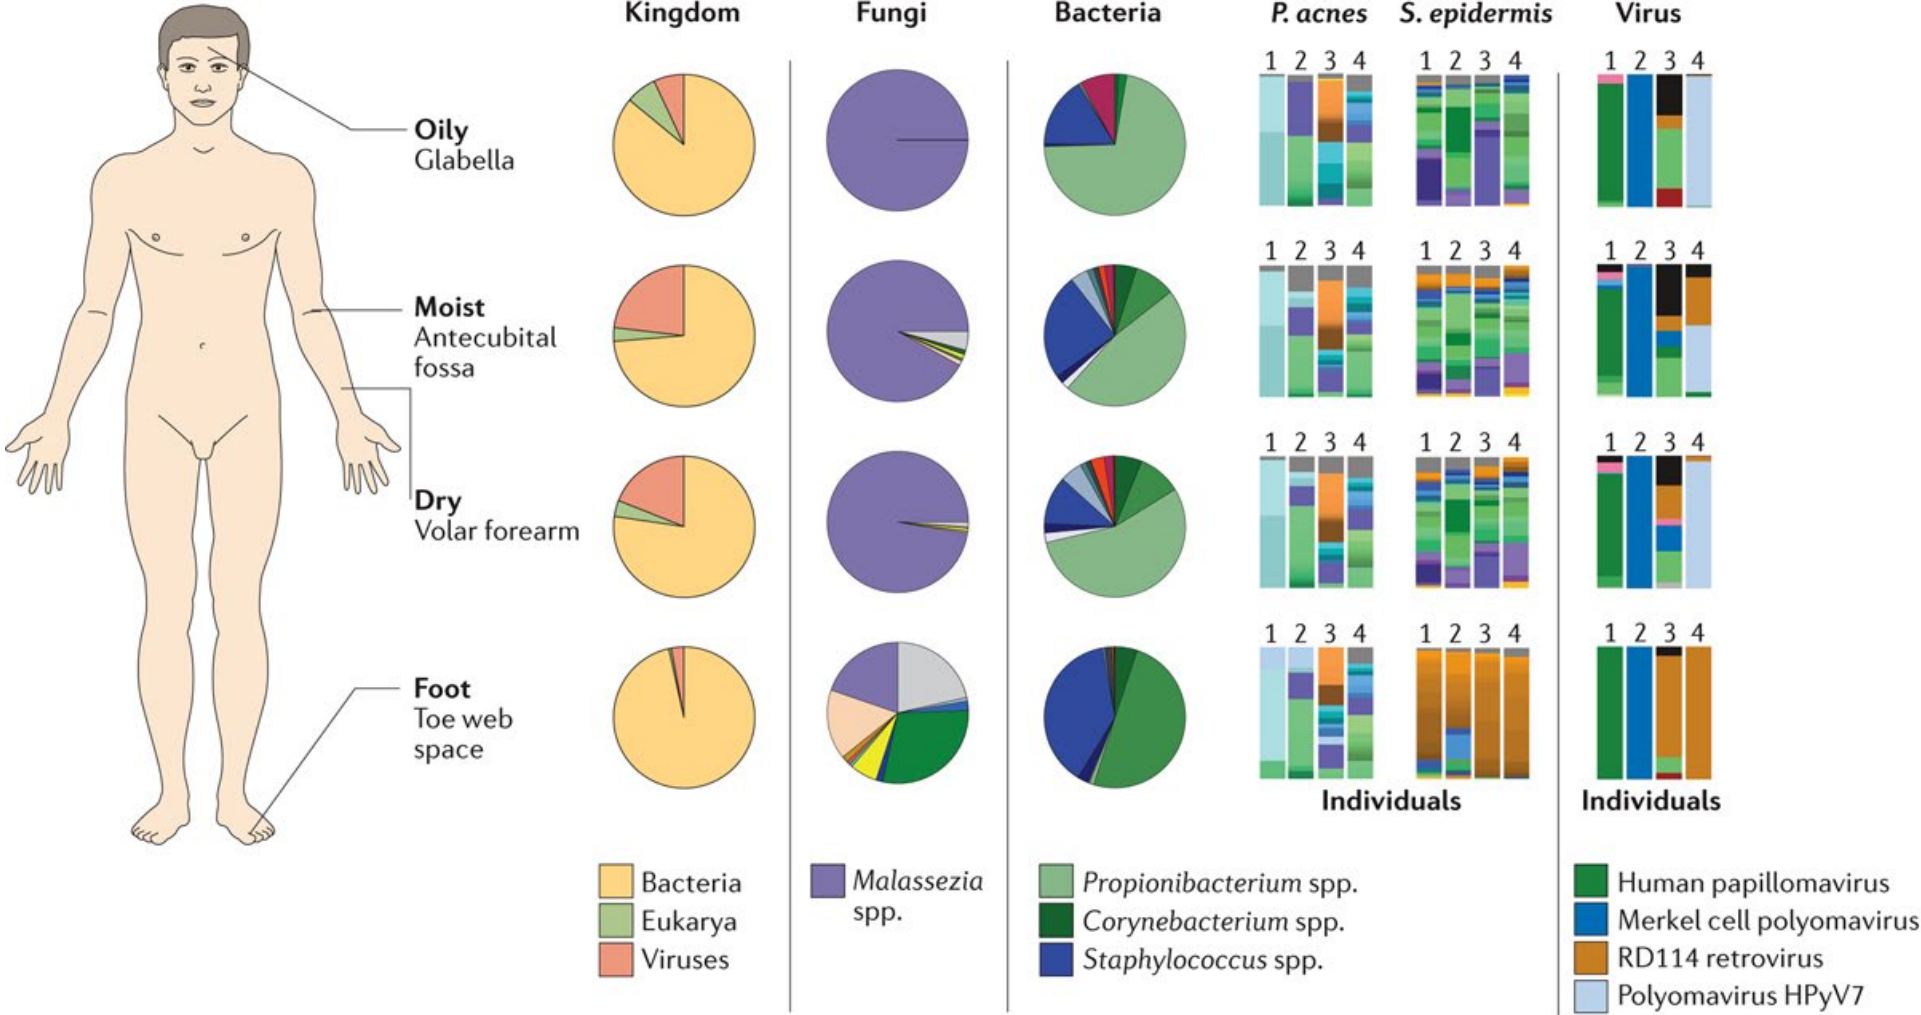 Kingdom
Fungi
Bacteria
P. acnes
S. epidermis
Virus
1 2 3 4
1 2 3 4
1 2 3 4
Oily
Glabella
1 2 3 4
1 2 3 4
1 2 3 4
Moist
Antecubital
fossa
1 2 3 4
1 2 3 4
1 2 3 4
Dry
Volar forearm
1 2 3 4
1 2 3 4
1 2 3 4
Foot
Toe web
space
Individuals
Individuals
Bacteria
Eukarya
Viruses
Malassezia
spp.
Propionibacterium spp.
Corynebacterium spp.
Staphylococcus spp.
Human papillomavirus
Merkel cell polyomavirus
RD114 retrovirus
Polyomavirus HPyV7